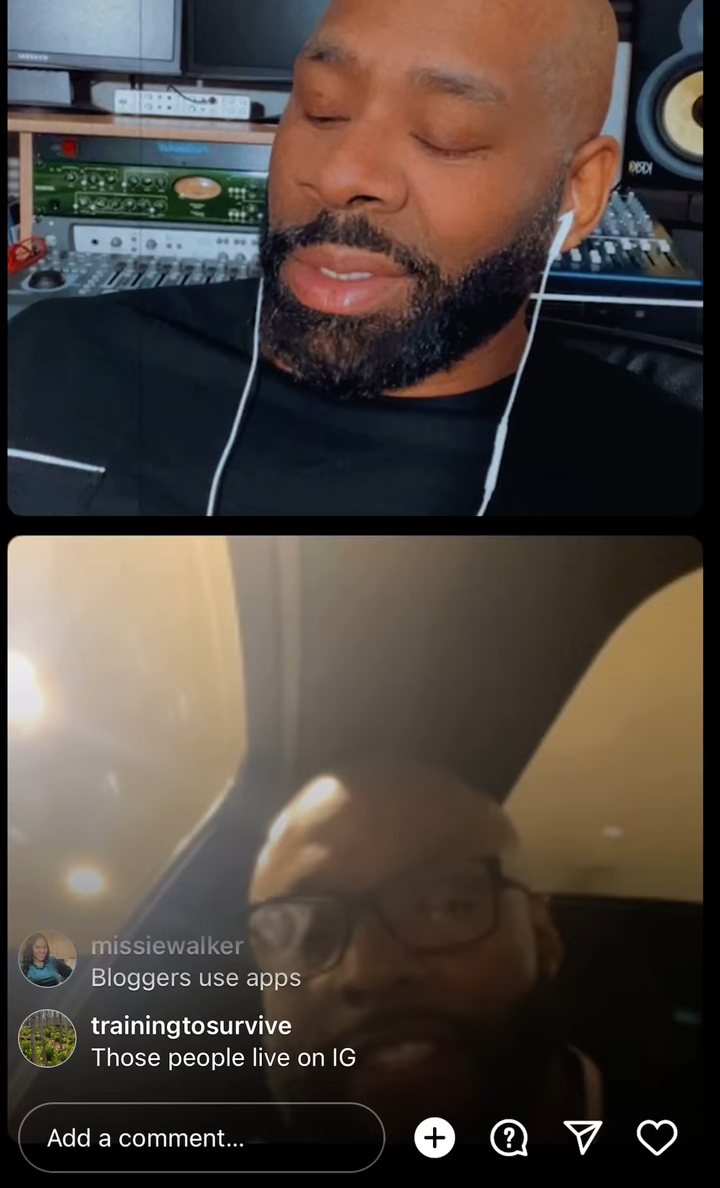 missiewalker
Bloggers use apps
trainingtosurvive
Those people live on IG
Add a comment...